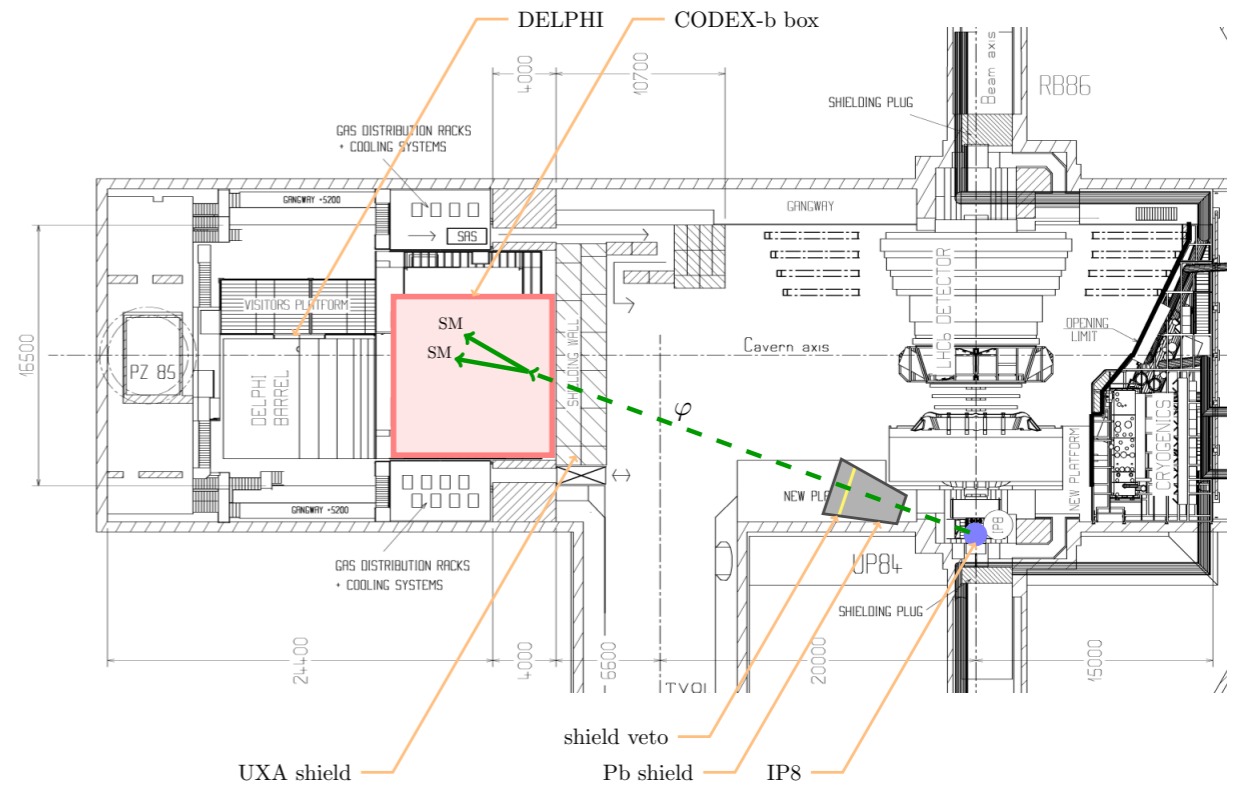 DELPHI
CODEX-b box
Beam axis
RB86
4000
10700
SHIELDING PLUG
GAS DISTRIBUTION RACKS
+ COOLING SYSTEMS
GANGWAY +5200
GANGWAY
SAS
16500
VISITORS PLATFORM
SM
SM
PZ 85
DELPHI
BARREL
SHIELDING WALL
Cavern axis
LHCb DETECTOR
OPENING
LIMIT
φ
NEW PLATFORM
CRYOGENICS
NEW PLA
IP8
GANGWAY +5200
GAS DISTRIBUTION RACKS
+ COOLING SYSTEMS
UP84
SHIELDING PLUG
24400
4000
6600
20000
15000
shield veto
UXA shield
Pb shield
IP8